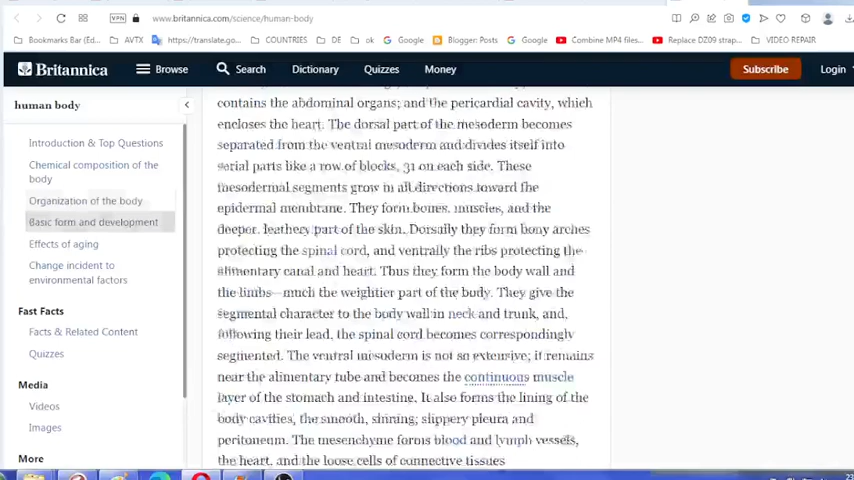 www.britannica.com/science/human-body
VPN
Bookmarks Bar (Ed... AVTX https://translate.go... COUNTRIES DE ok Google Blogger: Posts Google Combine MP4 files... Replace DZ09 strap... VIDEO REPAIR
Britannica Browse Search Dictionary Quizzes Money Subscribe Login
human body
Introduction & Top Questions
Chemical composition of the
body
Organization of the body
Basic form and development
Effects of aging
Change incident to
environmental factors
Fast Facts
Facts & Related Content
Quizzes
Media
Videos
Images
More
contains the abdominal organs; and the pericardial cavity, which
encloses the heart. The dorsal part of the mesoderm becomes
separated from the ventral mesoderm and divides itself into
serial parts like a row of blocks, 31 on each side. These
mesodermal segments grow in all directions toward the
epidermal membrane. They form bones, muscles, and the
deeper, leathery part of the skin. Dorsally they form bony arches
protecting the spinal cord, and ventrally the ribs protecting the
alimentary canal and heart. Thus they form the body wall and
the limbs—much the weightier part of the body. They give the
segmental character to the body wall in neck and trunk, and,
following their lead, the spinal cord becomes correspondingly
segmented. The ventral mesoderm is not so extensive; it remains
near the alimentary tube and becomes the continuous muscle
layer of the stomach and intestine. It also forms the lining of the
body cavities, the smooth, shining, slippery pleura and
peritoneum. The mesenchyme forms blood and lymph vessels,
the heart, and the loose cells of connective tissues